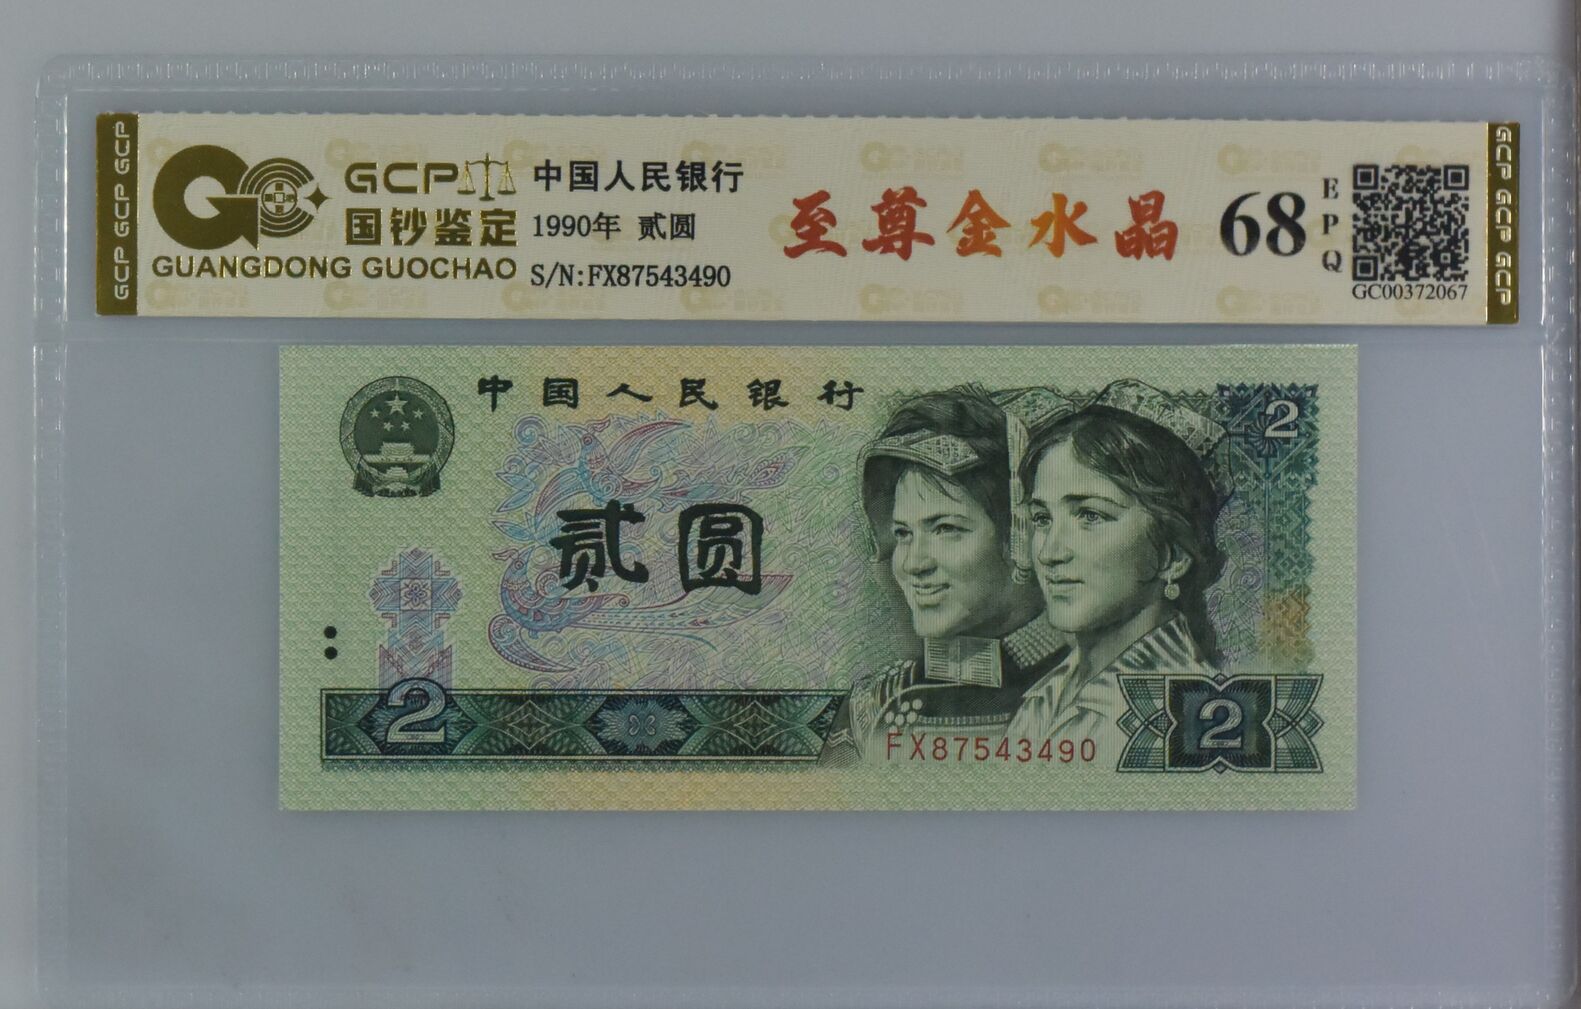 GCP GCP GCP
GCP
国钞鉴定
GUANGDONG GUOCHAO
中国人民银行
1990年 贰圆
S/N:FX87543490
至尊金水晶
68
EPQ
GC00372067
GCP GCP GCP GCP
中国人民银行
2
贰圆
2
2
FX87543490